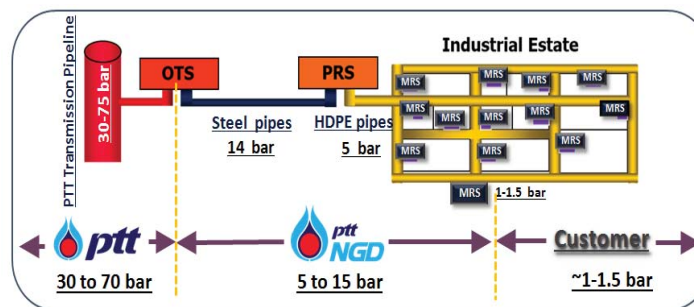 PTT Transmission Pipeline
30-75 bar
OTS
PRS
Steel pipes
14 bar
HDPE pipes
5 bar
Industrial Estate
MRS
MRS
MRS
MRS
MRS
MRS
MRS
MRS
MRS
MRS
MRS
MRS
MRS
1-1.5 bar
ptt
30 to 70 bar
ptt
NGD
5 to 15 bar
Customer
~1-1.5 bar